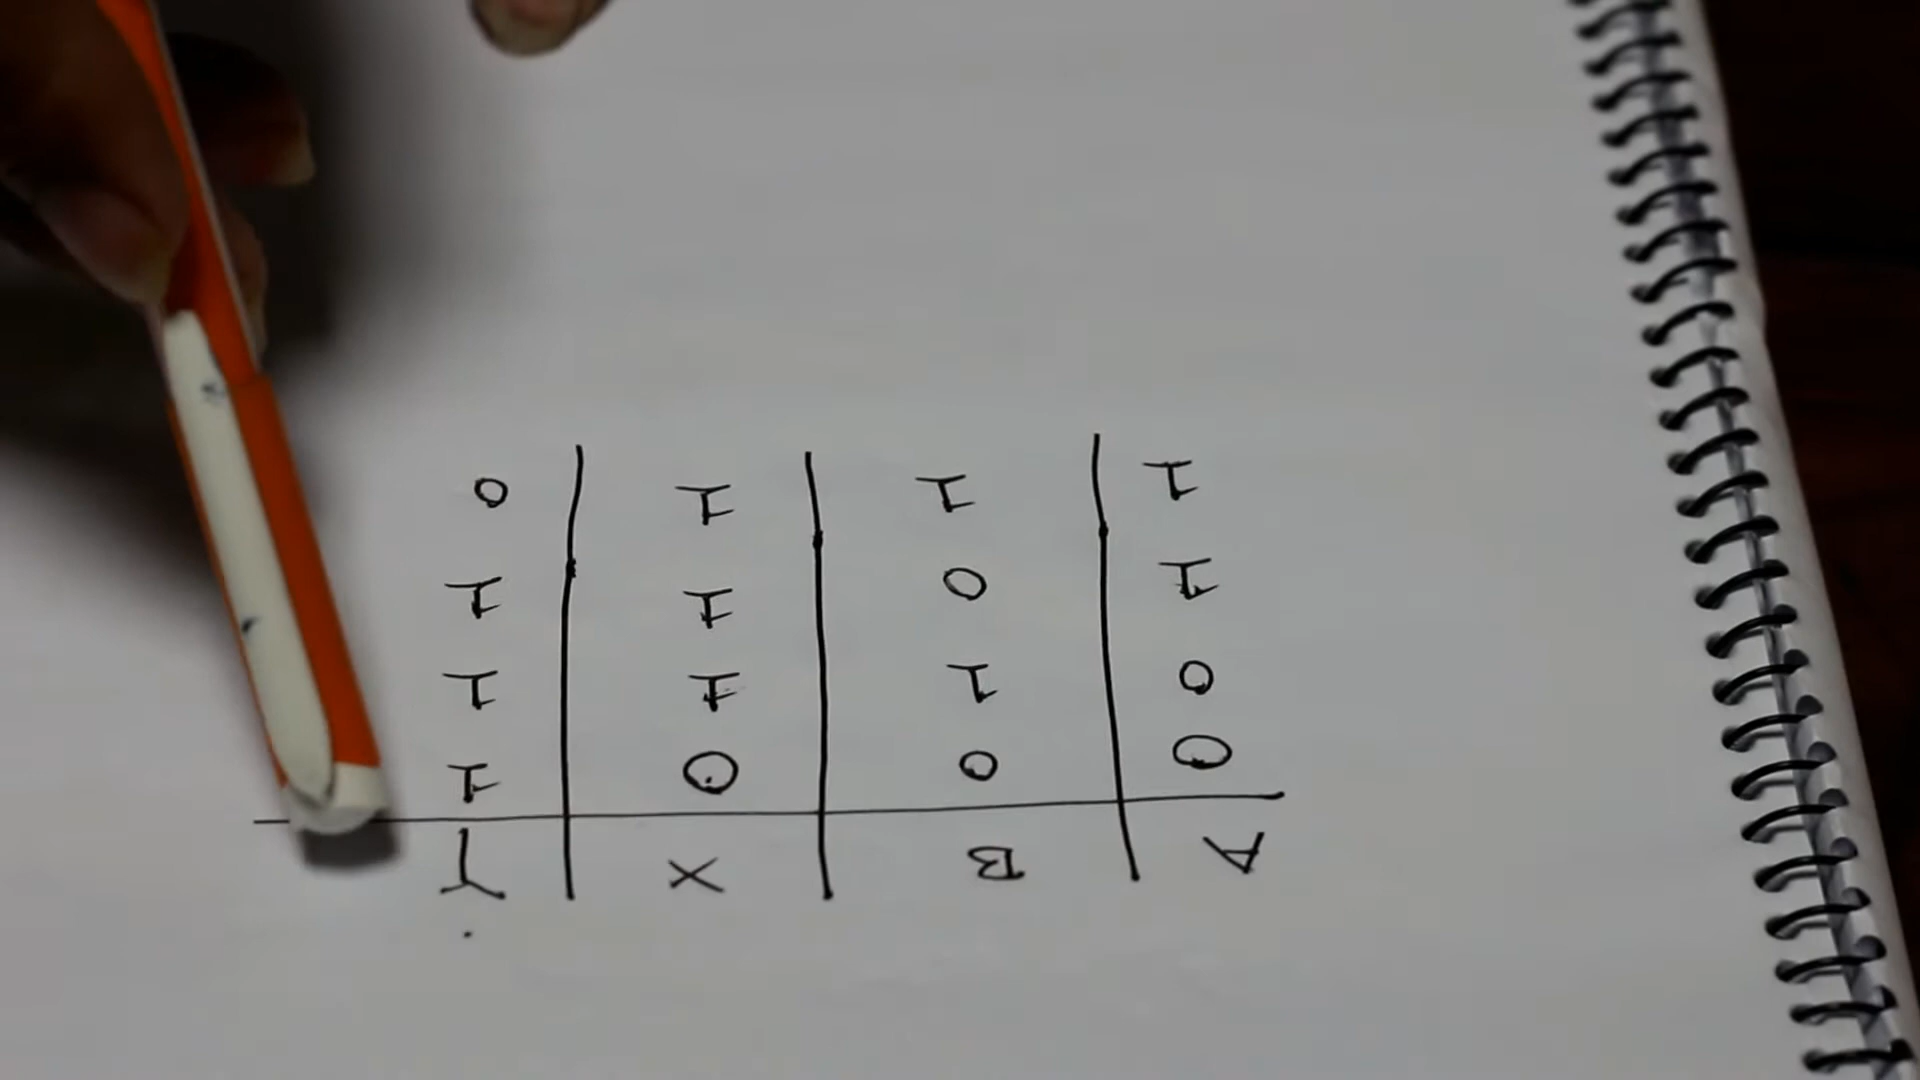 A | B | X | Y
0 | 0 | 0 | 1
0 | 1 | 1 | 1
1 | 0 | 1 | 1
1 | 1 | 1 | 0